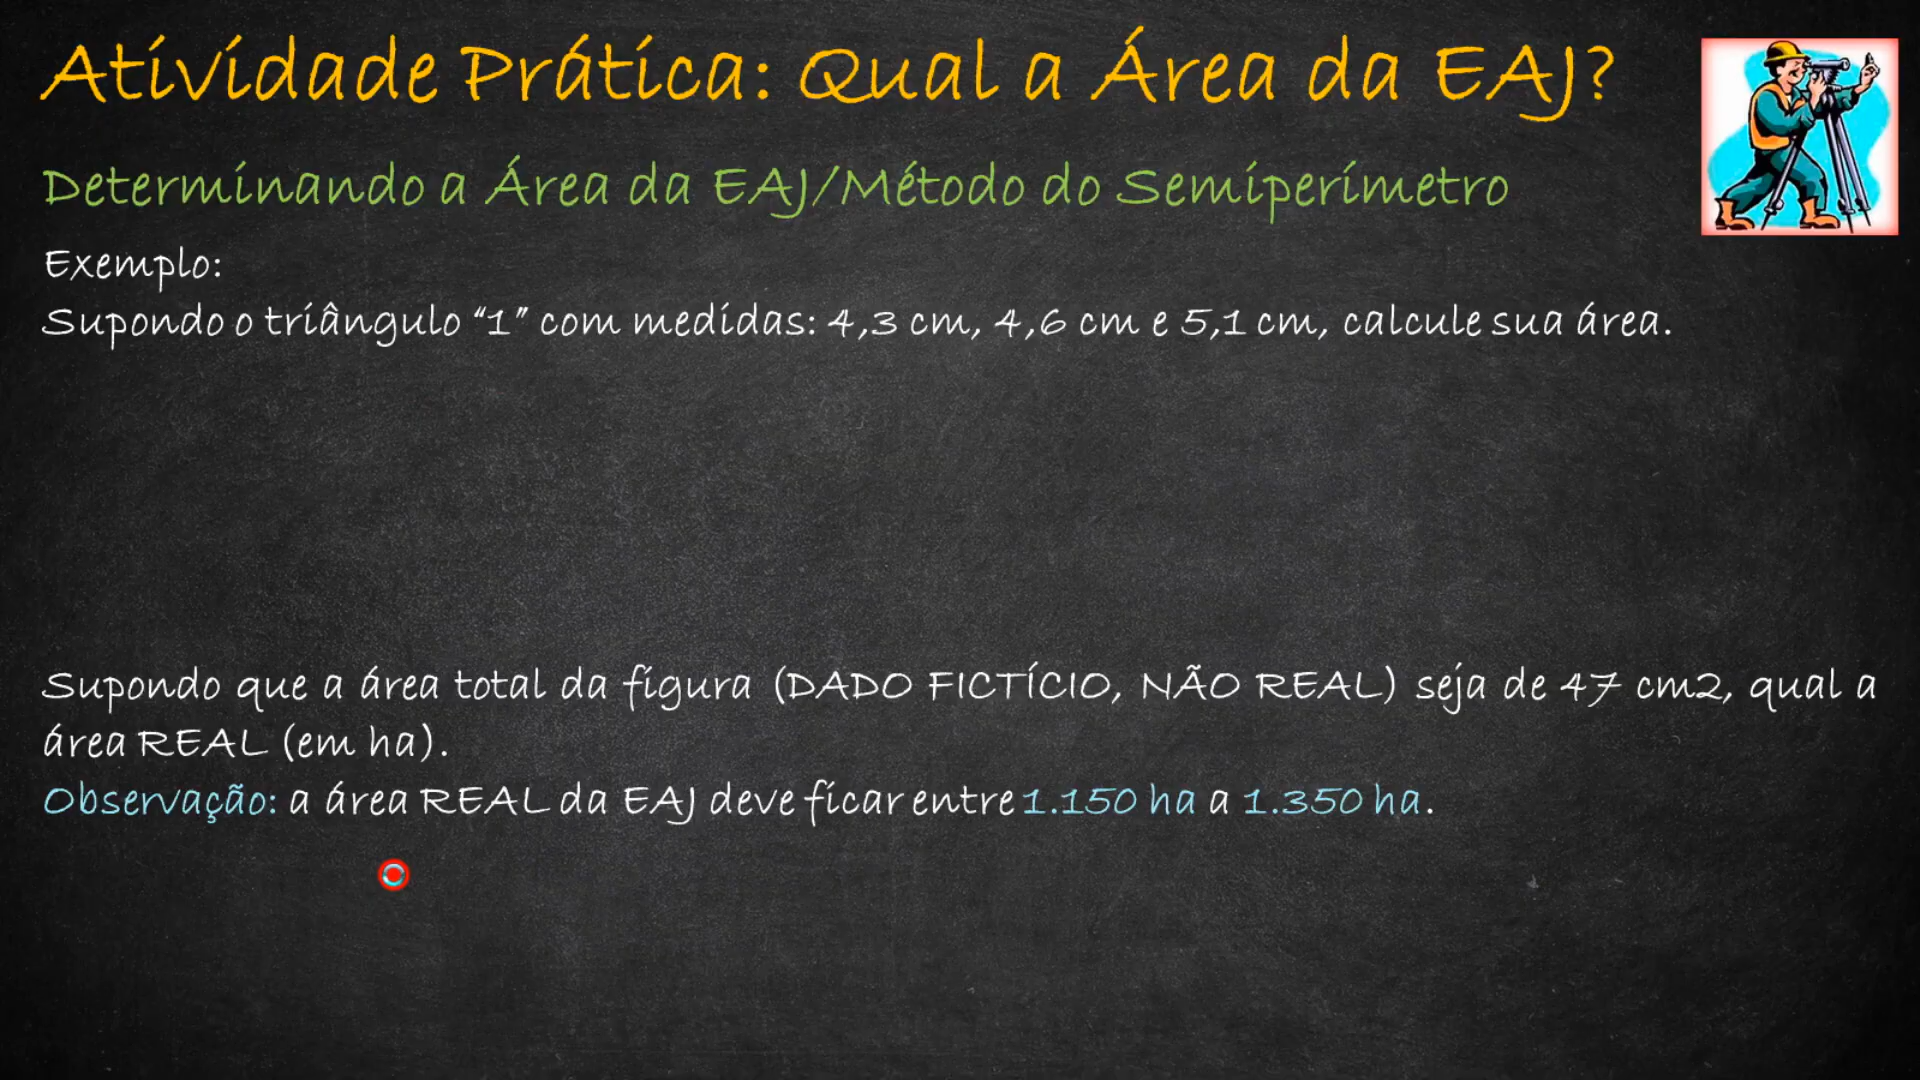 Atividade Prática: Qual a Área da EAJ?
Determinando a Área da EAJ/Método do Semiperímetro
Exemplo:
Supondo o triângulo “1” com medidas: 4,3 cm, 4,6 cm e 5,1 cm, calcule sua área.
Supondo que a área total da figura (DADO FICTÍCIO, NÃO REAL) seja de 47 cm2, qual a
área REAL (em ha).
Observação: a área REAL da EAJ deve ficar entre 1.150 ha a 1.350 ha.